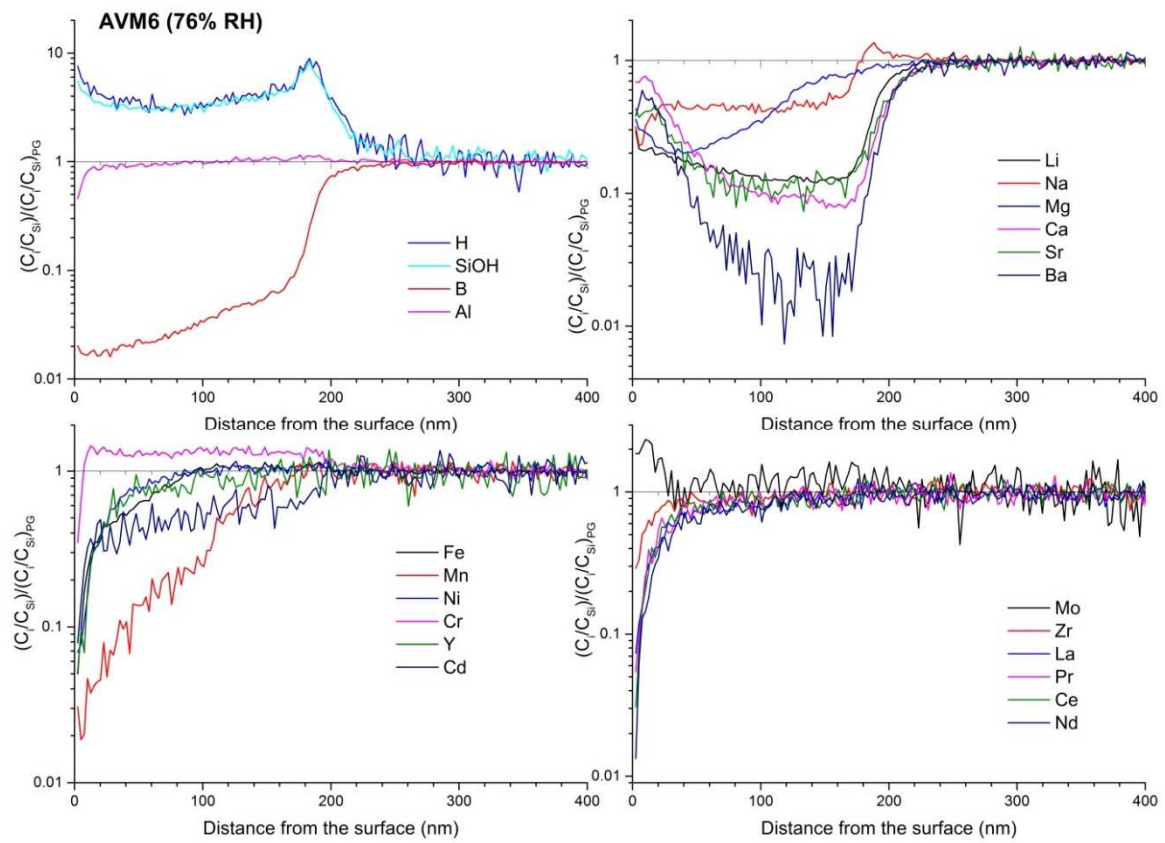 AVM6 (76% RH)
10
1
0.1
0.01
(Ci/CSi)/(Ci/CSi)PG
H
SiOH
B
Al
0 100 200 300 400
Distance from the surface (nm)
1
0.1
0.01
(Ci/CSi)/(Ci/CSi)PG
Li
Na
Mg
Ca
Sr
Ba
0 100 200 300 400
Distance from the surface (nm)
1
0.1
0.01
(Ci/CSi)/(Ci/CSi)PG
Fe
Mn
Ni
Cr
Y
Cd
0 100 200 300 400
Distance from the surface (nm)
1
0.1
0.01
(Ci/CSi)/(Ci/CSi)PG
Mo
Zr
La
Pr
Ce
Nd
0 100 200 300 400
Distance from the surface (nm)